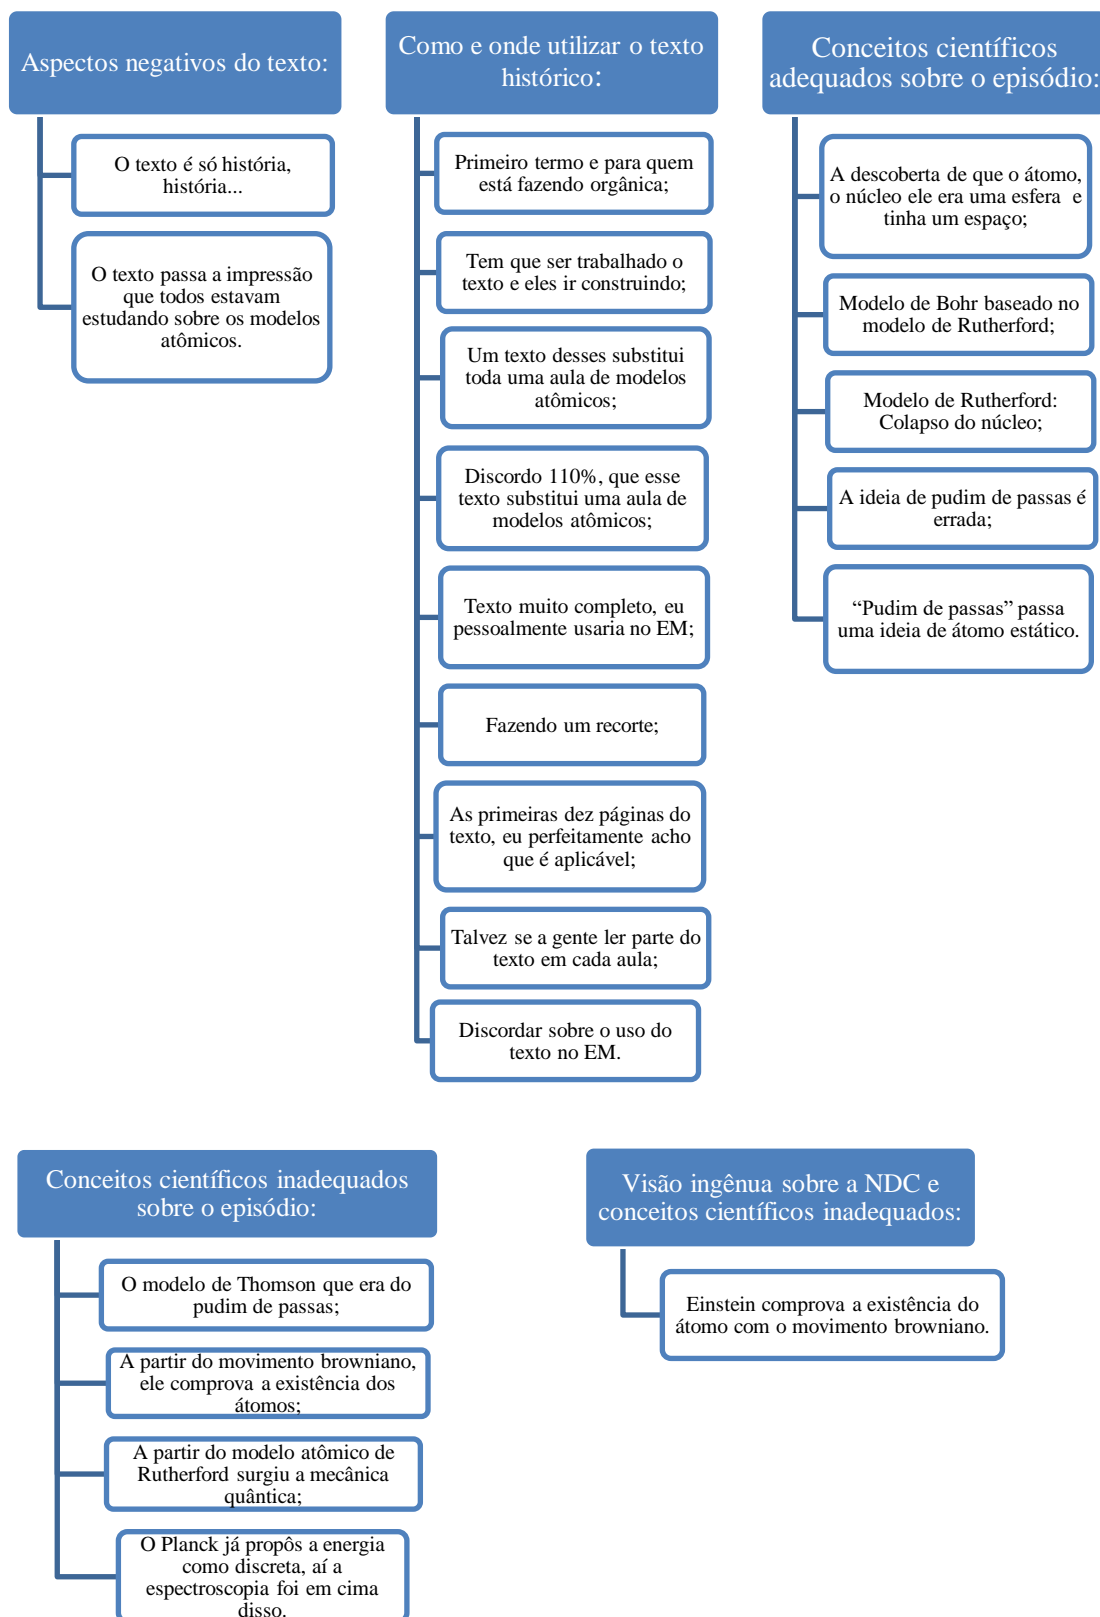 Aspectos negativos do texto:
O texto é só história,
história...
O texto passa a impressão
que todos estavam
estudando sobre os modelos
atômicos.
Como e onde utilizar o texto
histórico:
Primeiro termo e para quem
está fazendo orgânica;
Tem que ser trabalhado o
texto e eles ir construindo;
Um texto desses substitui
toda uma aula de modelos
atômicos;
Discordo 110%, que esse
texto substitui uma aula de
modelos atômicos;
Texto muito completo, eu
pessoalmente usaria no EM;
Fazendo um recorte;
As primeiras dez páginas do
texto, eu perfeitamente acho
que é aplicável;
Talvez se a gente ler parte do
texto em cada aula;
Discordar sobre o uso do
texto no EM.
Conceitos científicos
adequados sobre o episódio:
A descoberta de que o átomo,
o núcleo ele era uma esfera e
tinha um espaço;
Modelo de Bohr baseado no
modelo de Rutherford;
Modelo de Rutherford:
Colapso do núcleo;
A ideia de pudim de passas é
errada;
“Pudim de passas” passa
uma ideia de átomo estático.
Conceitos científicos inadequados
sobre o episódio:
O modelo de Thomson que era do
pudim de passas;
A partir do movimento browniano,
ele comprova a existência dos
átomos;
A partir do modelo atômico de
Rutherford surgiu a mecânica
quântica;
O Planck já propôs a energia
como discreta, aí a
espectroscopia foi em cima
disso.
Visão ingênua sobre a NDC e
conceitos científicos inadequados:
Einstein comprova a existência do
átomo com o movimento browniano.